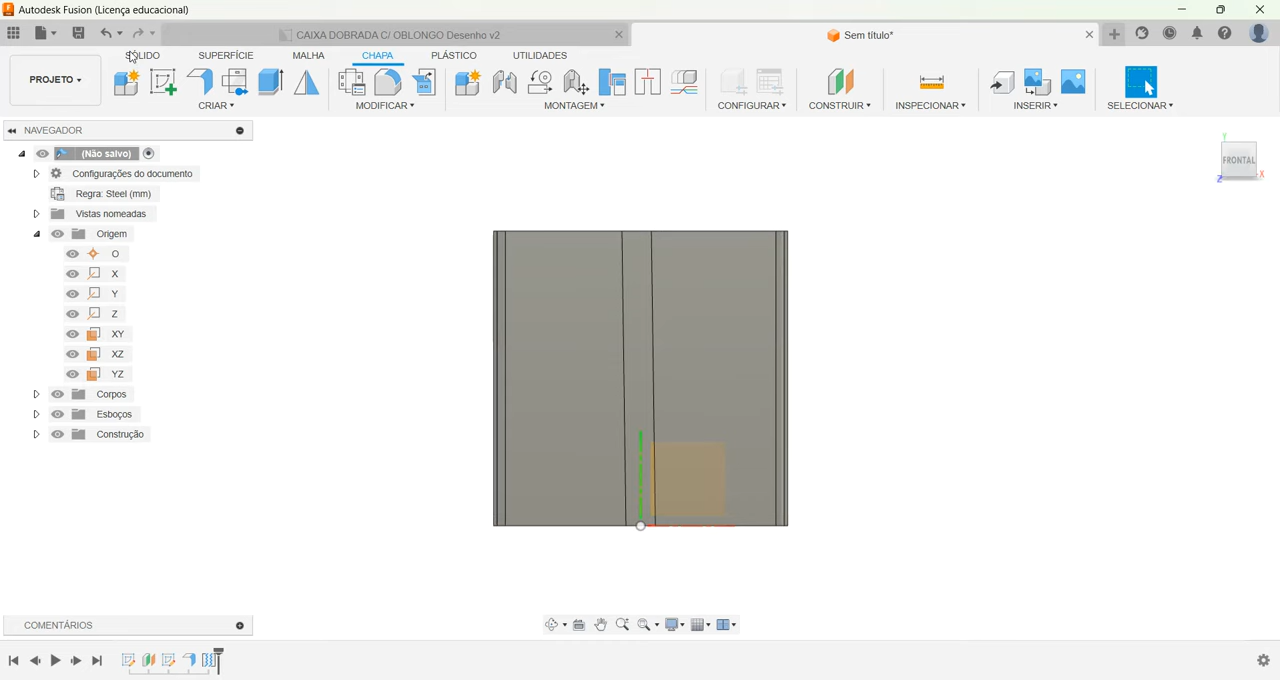 Autodesk Fusion (Licença educacional)
CAIXA DOBRADA C/ OBLONGO Desenho v2
Sem título*
SÓLIDO SUPERFÍCIE MALHA CHAPA PLÁSTICO UTILIDADES
PROJETO
CRIAR MODIFICAR MONTAGEM CONFIGURAR CONSTRUIR INSPECIONAR INSERIR SELECIONAR
NAVEGADOR
(Não salvo)
Configurações do documento
Regra: Steel (mm)
Vistas nomeadas
Origem
O
X
Y
Z
XY
XZ
YZ
Corpos
Esboços
Construção
Y
FRONTAL
Z
X
COMENTÁRIOS